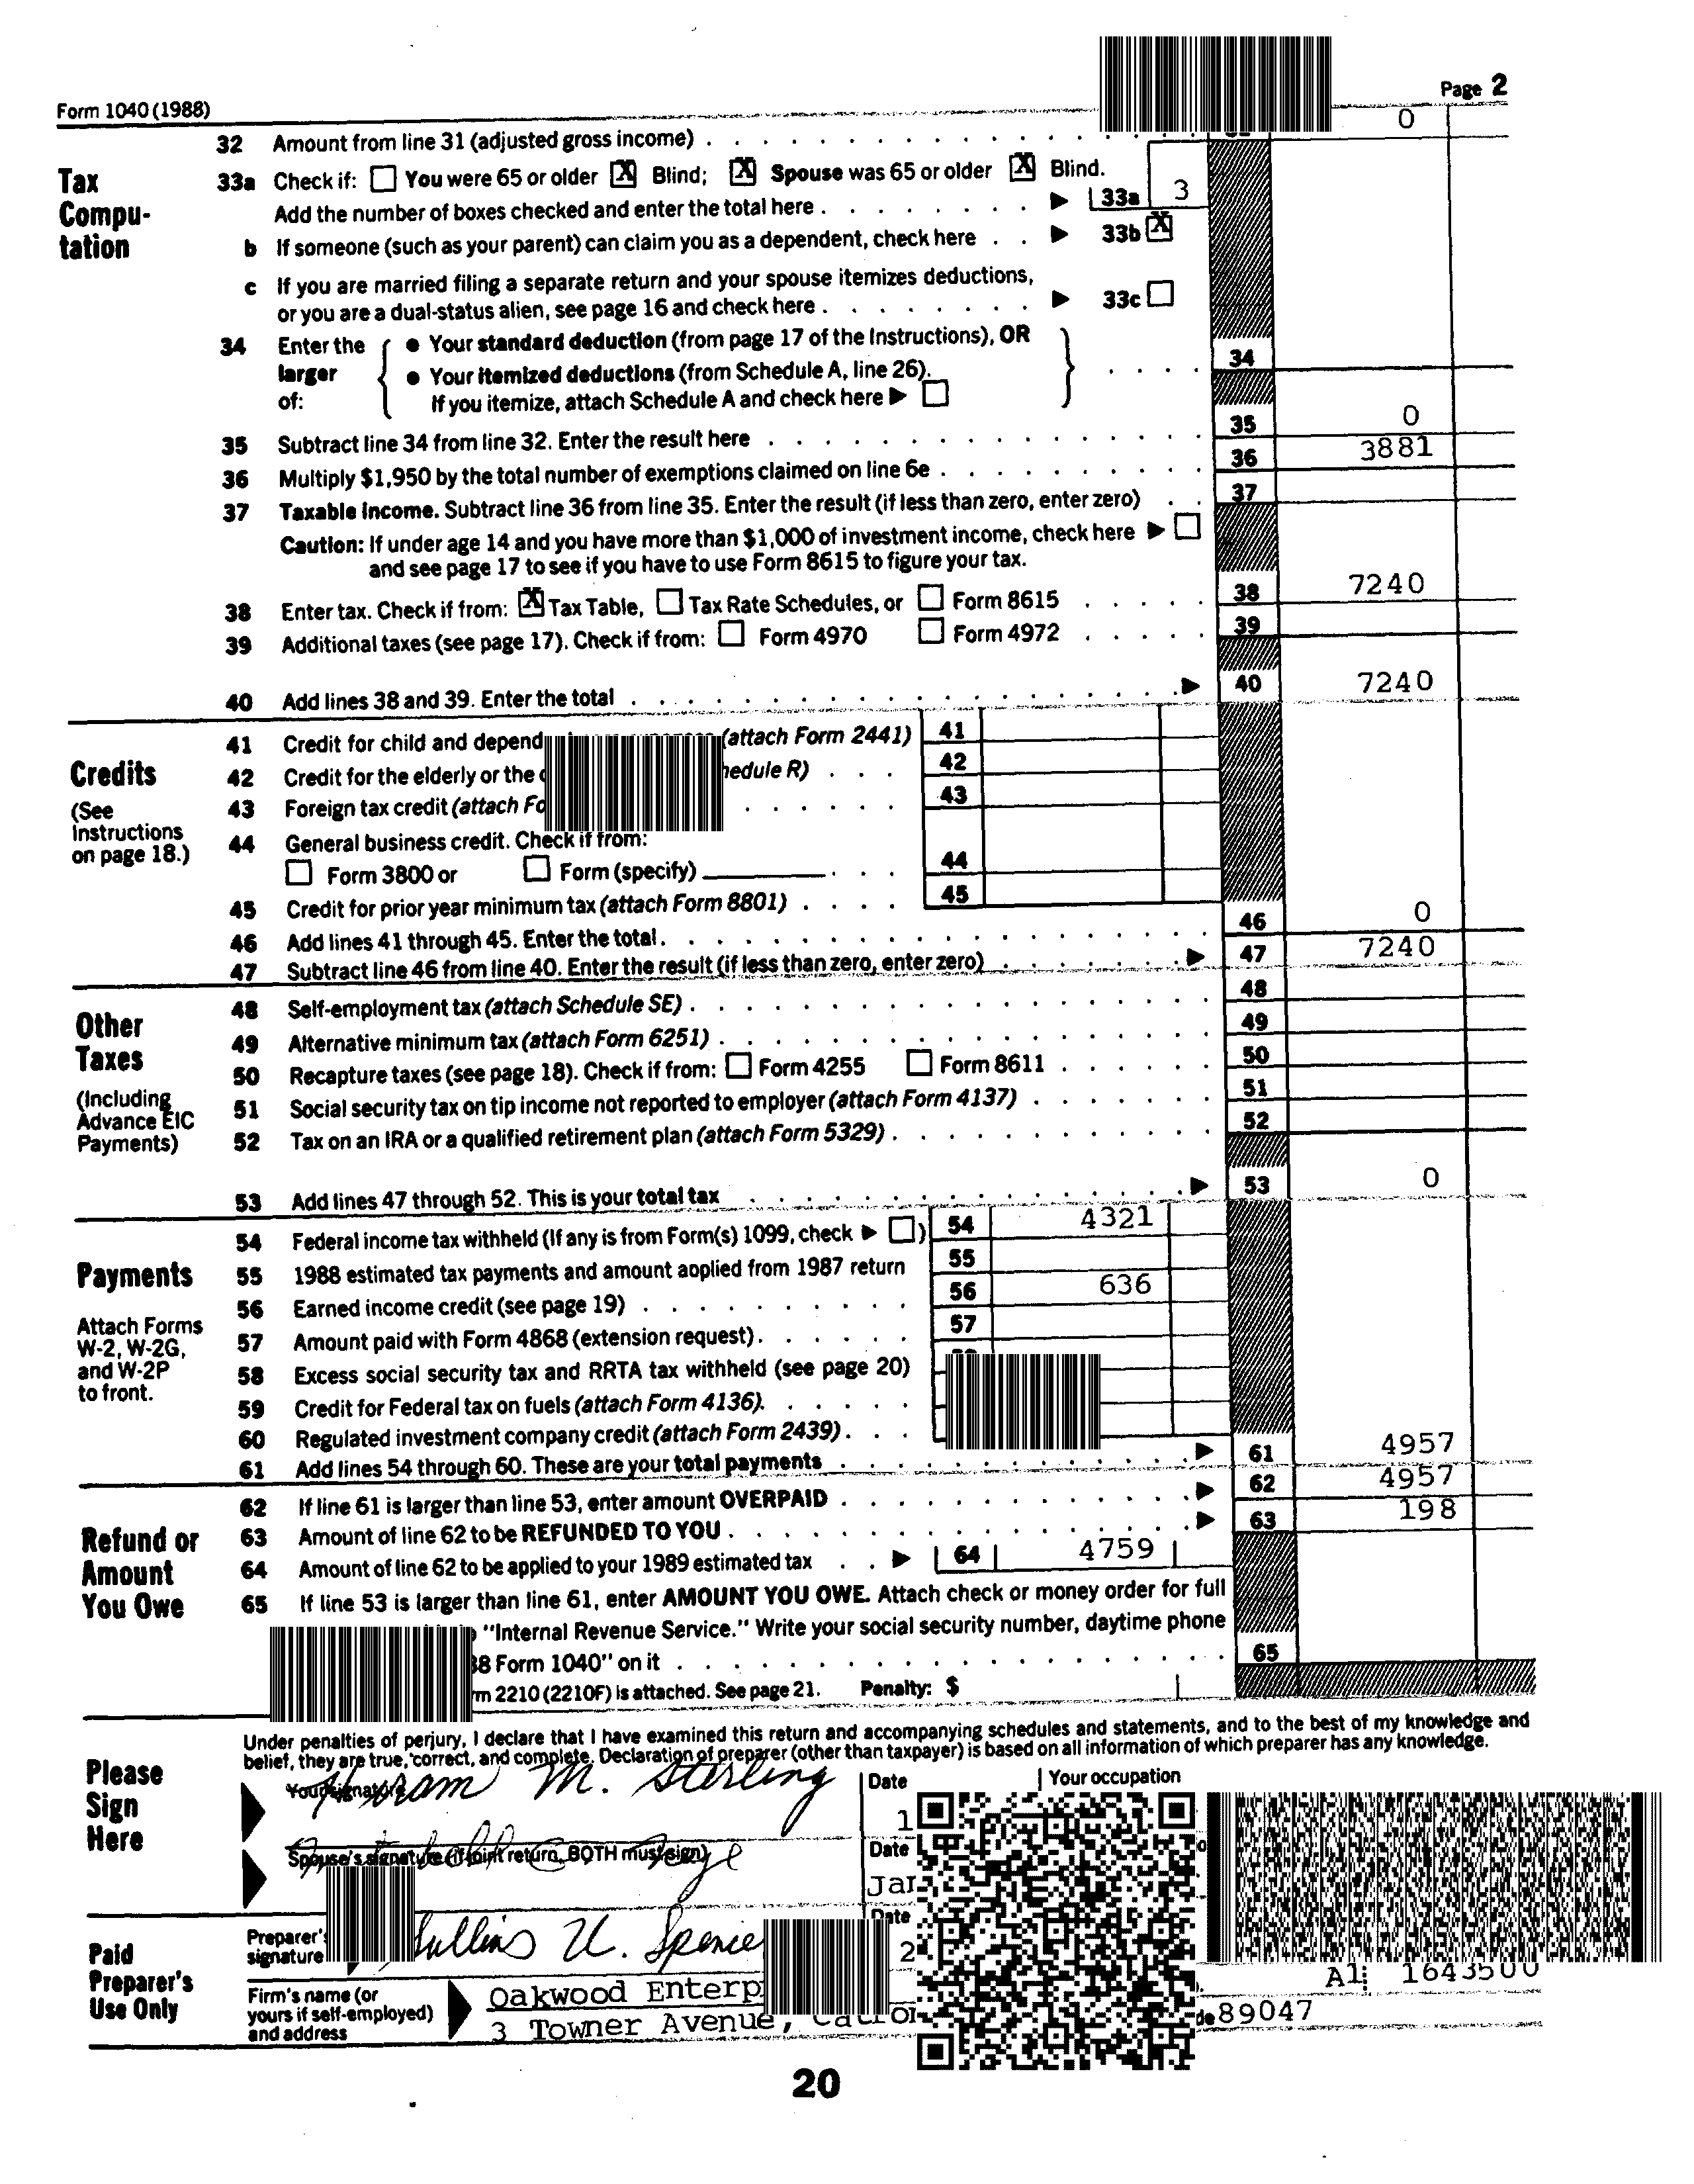 Form 1040 (1988)
Page 2
32 Amount from line 31 (adjusted gross income) 0
Tax Compu-tation
33a Check if: You were 65 or older X Blind; X Spouse was 65 or older X Blind.
Add the number of boxes checked and enter the total here 33a 3
b If someone (such as your parent) can claim you as a dependent, check here 33b X
c If you are married filing a separate return and your spouse itemizes deductions,
or you are a dual-status alien, see page 16 and check here 33c
34 Enter the larger of:
• Your standard deduction (from page 17 of the Instructions), OR
• Your itemized deductions (from Schedule A, line 26).
If you itemize, attach Schedule A and check here
34
35 Subtract line 34 from line 32. Enter the result here 35 0
36 Multiply $1,950 by the total number of exemptions claimed on line 6e 36 3881
37 Taxable income. Subtract line 36 from line 35. Enter the result (if less than zero, enter zero) 37
Caution: If under age 14 and you have more than $1,000 of investment income, check here
and see page 17 to see if you have to use Form 8615 to figure your tax.
38 Enter tax. Check if from: X Tax Table, Tax Rate Schedules, or Form 8615 38 7240
39 Additional taxes (see page 17). Check if from: Form 4970 Form 4972 39
40 Add lines 38 and 39. Enter the total 40 7240
Credits
(See Instructions on page 18.)
41 Credit for child and depend (attach Form 2441) 41
42 Credit for the elderly or the hedule R) 42
43 Foreign tax credit (attach Fo 43
44 General business credit. Check if from:
Form 3800 or Form (specify) 44
45 Credit for prior year minimum tax (attach Form 8801) 45
46 Add lines 41 through 45. Enter the total. 46 0
47 Subtract line 46 from line 40. Enter the result (if less than zero, enter zero) 47 7240
Other Taxes
(Including Advance EIC Payments)
48 Self-employment tax (attach Schedule SE) 48
49 Alternative minimum tax (attach Form 6251) 49
50 Recapture taxes (see page 18). Check if from: Form 4255 Form 8611 50
51 Social security tax on tip income not reported to employer (attach Form 4137) 51
52 Tax on an IRA or a qualified retirement plan (attach Form 5329) 52
53 Add lines 47 through 52. This is your total tax 53 0
Payments
Attach Forms W-2, W-2G, and W-2P to front.
54 Federal income tax withheld (If any is from Form(s) 1099, check ) 54 4321
55 1988 estimated tax payments and amount applied from 1987 return 55
56 Earned income credit (see page 19) 56 636
57 Amount paid with Form 4868 (extension request) 57
58 Excess social security tax and RRTA tax withheld (see page 20)
59 Credit for Federal tax on fuels (attach Form 4136).
60 Regulated investment company credit (attach Form 2439)
61 Add lines 54 through 60. These are your total payments 61 4957
Refund or Amount You Owe
62 If line 61 is larger than line 53, enter amount OVERPAID 62 4957
63 Amount of line 62 to be REFUNDED TO YOU 63 198
64 Amount of line 62 to be applied to your 1989 estimated tax 64 4759
65 If line 53 is larger than line 61, enter AMOUNT YOU OWE. Attach check or money order for full
"Internal Revenue Service." Write your social security number, daytime phone
Form 1040" on it 65
2210 (2210F) is attached. See page 21. Penalty: $
Please Sign Here
Under penalties of perjury, I declare that I have examined this return and accompanying schedules and statements, and to the best of my knowledge and
belief, they are true, correct, and complete. Declaration of preparer (other than taxpayer) is based on all information of which preparer has any knowledge.
Your signature M. Sterling Date Your occupation
1
Spouse's signature (if joint return, BOTH must sign) Date
Jan
Paid Preparer's Use Only
Preparer's signature U. Date
2
Firm's name (or yours if self-employed) and address
Oakwood Enterp
3 Towner Avenue,
89047
20